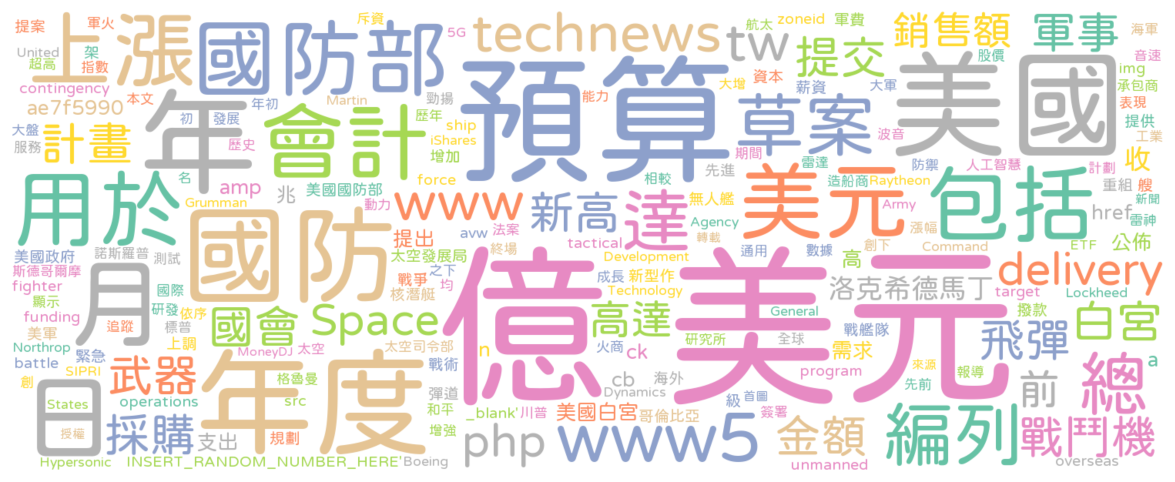 提案
軍火
斥資
5G
航太
zoneid
軍費
銷售額
軍事
海軍
United
架
上漲
國防部
technews
tw
提交
股價
音速
超高
指數
contingency
預算
美國
img
承包商
ae7f5990
本文
年初
Martin
勁揚
能力
大增
資本
薪資
大軍
表現
大盤
初
發展
年
會計
歷年
ship
iShares
草案
波音
提供
服務
計畫
歷史
增加
期間
雷達
防禦
人工智慧
計劃
收
工業
名
美國國防部
force
先進
相較
造船商
Raytheon
重組
艘
新聞
用於
amp
兆
無人艦
美元
包括
雷神
Grumman
動力
www
新高
達
Army
href
國防
法案
avw
Agency
漲幅
ETF
公佈
美國政府
諾斯羅普
測試
提出
終場
tactical
轉載
通用
數據
創下
Command
月
太空發展局
Development
高
斯德哥爾摩
戰爭
之下
億
美元
成長
新型作
洛克希德馬丁
delivery
fighter
顯示
國際
核潛艇
均
Technology
target
Lockheed
funding
研發
依序
國會
Space
高達
General
戰艦隊
撥款
白宮
美軍
追蹤
標普
上調
飛彈
Northrop
緊急
MoneyDJ
太空
太空司令部
n
火商
研究所
全球
需求
battle
SIPRI
年度
戰術
ck
program
來源
報導
a
創
武器
格魯曼
彈道
cb
海外
Dynamics
先前
前
總
States
日
operations
src
和平
_blank'
川普
美國白宮
哥倫比亞
級
首圖
簽署
授權
採購
支出
規劃
增強
php
www5
金額
編列
戰鬥機
Hypersonic
INSERT_RANDOM_NUMBER_HERE'
Boeing
unmanned
overseas